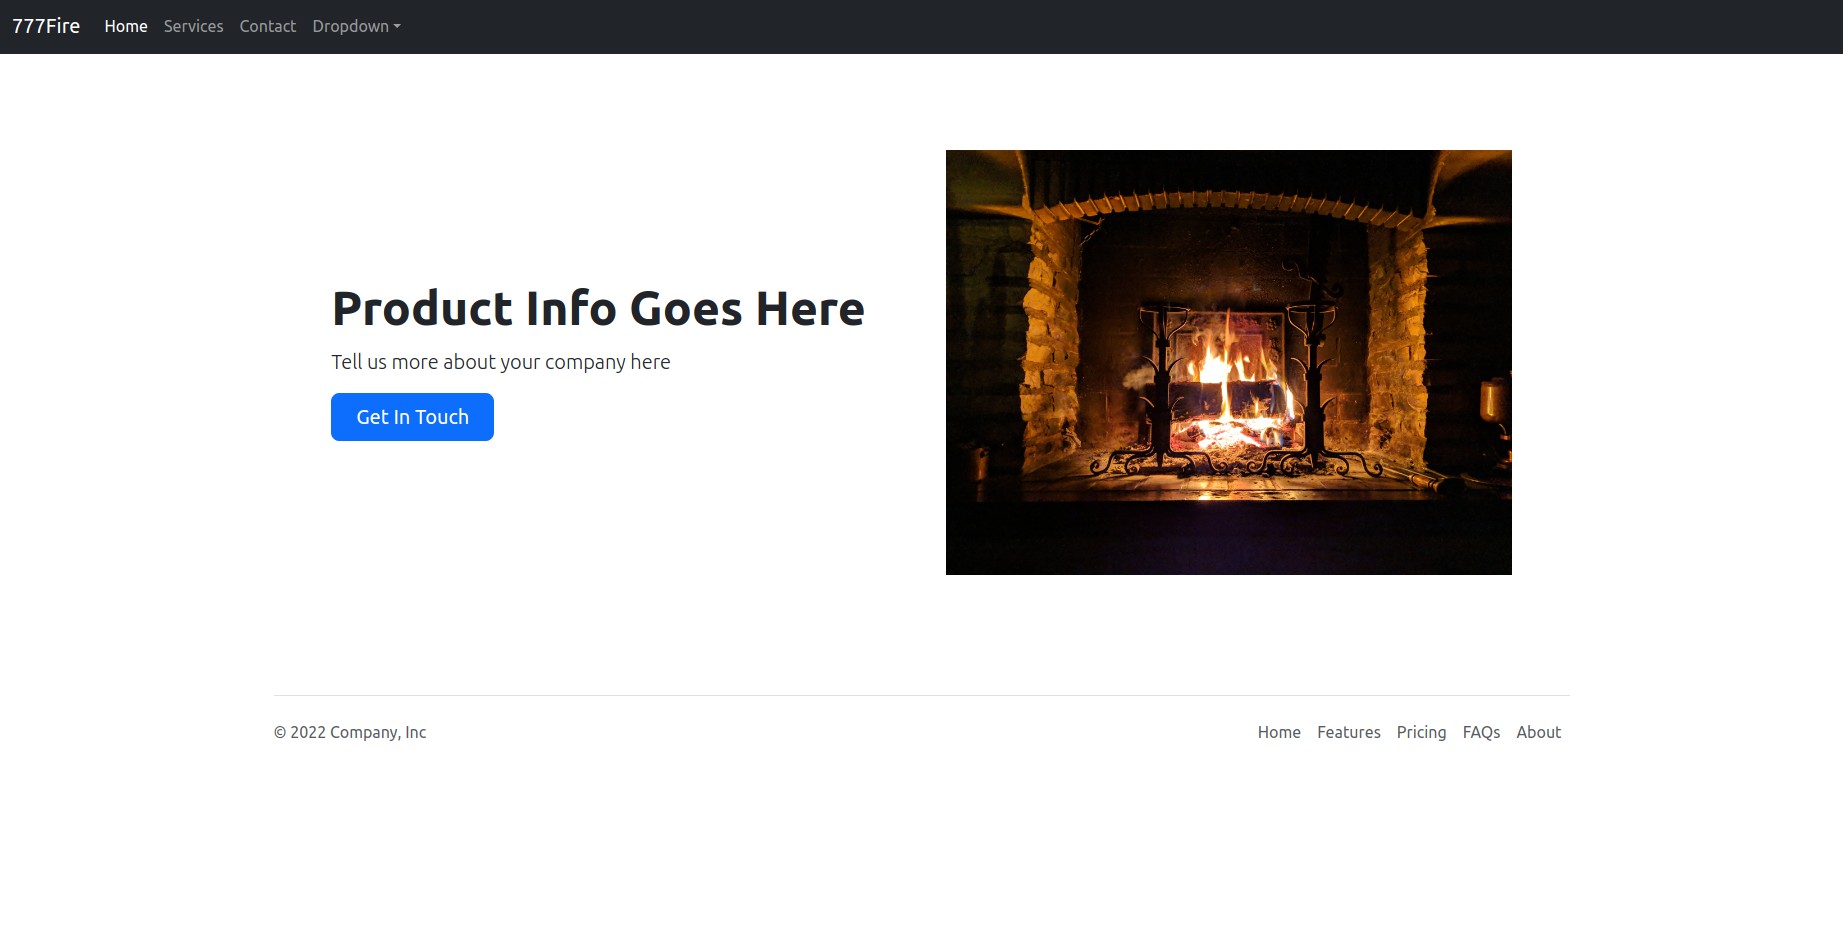 777Fire Home Services Contact Dropdown
Product Info Goes Here
Tell us more about your company here
Get In Touch
© 2022 Company, Inc Home Features Pricing FAQs About